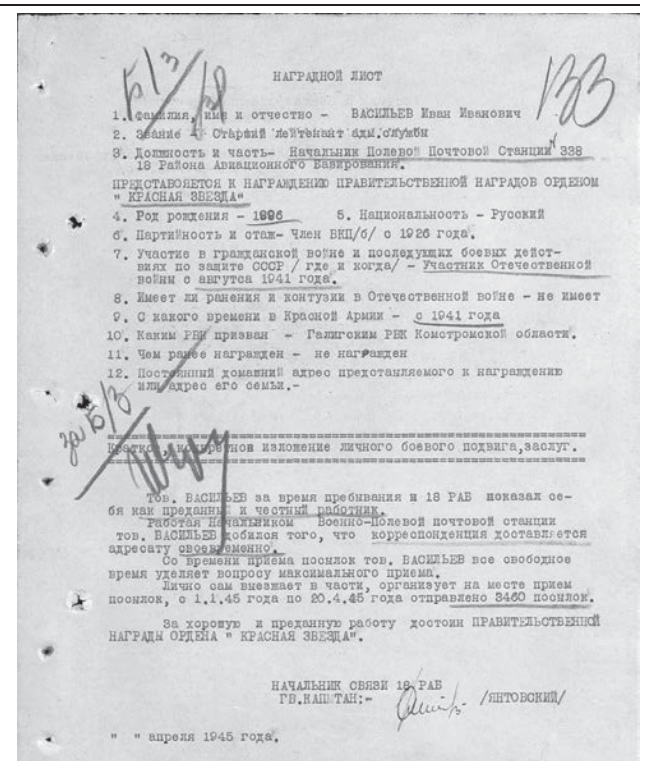 Б/З
133
НАГРАДНОЙ ЛИСТ
1. Фамилия, имя и отчество - ВАСИЛЬЕВ Иван Иванович
2. Звание - Старший лейтенант адм.службы
3. Должность и часть- Начальник Полевой Почтовой Станции 338
18 Района Авиационного Базирования.
ПРЕДСТАВОЯЕТСЯ К НАГРАЖДЕНИЮ ПРАВИТЕЛЬСТВЕННОЙ НАГРАДОВ ОРДЕНОМ
" КРАСНАЯ ЗВЕЗДА"
4. Род рождения - 1896 5. Национальность - Русский
6. Партийность и стаж- Член ВКП/б/ с 1926 года.
7. Участие в гражданской войне и последующих боевых дейст-
виях по защите СССР / где и когда/ - Участник Отечественной
войны с авгутса 1941 года.
8. Имеет ли ранения и контузии в Отечественной войне - не имеет
9. С какого времени в Красной Армии - с 1941 года
10. Каким РВК призван - Галигским РВК Комстромской области.
11. Чем ранее награжден - не награжден
12. Постоянный домашний адрес предстанляемого к награждению
или адрес его семьи.-
за Б/З
Краткое, конкретное изложение личного боевого подвига,заслуг.
Тов. ВАСИЛЬЕВ за время пребывания и 18 РАБ показал се-
бя как преданный и честный работник.
Работая Начальником Военно-Полевой почтовой станции
тов. ВАСИЛЬЕВ добился того, что корреспонденция доставляется
адресату своевременно.
Со времени приема посылок тов. ВАСИЛЬЕВ все свободное
время уделяет вопросу максимального приема.
Лично сам выезжает в части, организует на месте прием
посылок, с 1.1.45 года по 20.4.45 года отправлено 3460 посылок.
За хорошую и преданную работу достоин ПРАВИТЕЛЬСТВЕННОЙ
НАГРАДЫ ОРДЕНА " КРАСНАЯ ЗВЕЗДА".
НАЧАЛЬНИК СВЯЗИ 18 РАБ
ГВ.КАПИТАН:- /ЯНТОВСКИЙ/
" " апреля 1945 года.